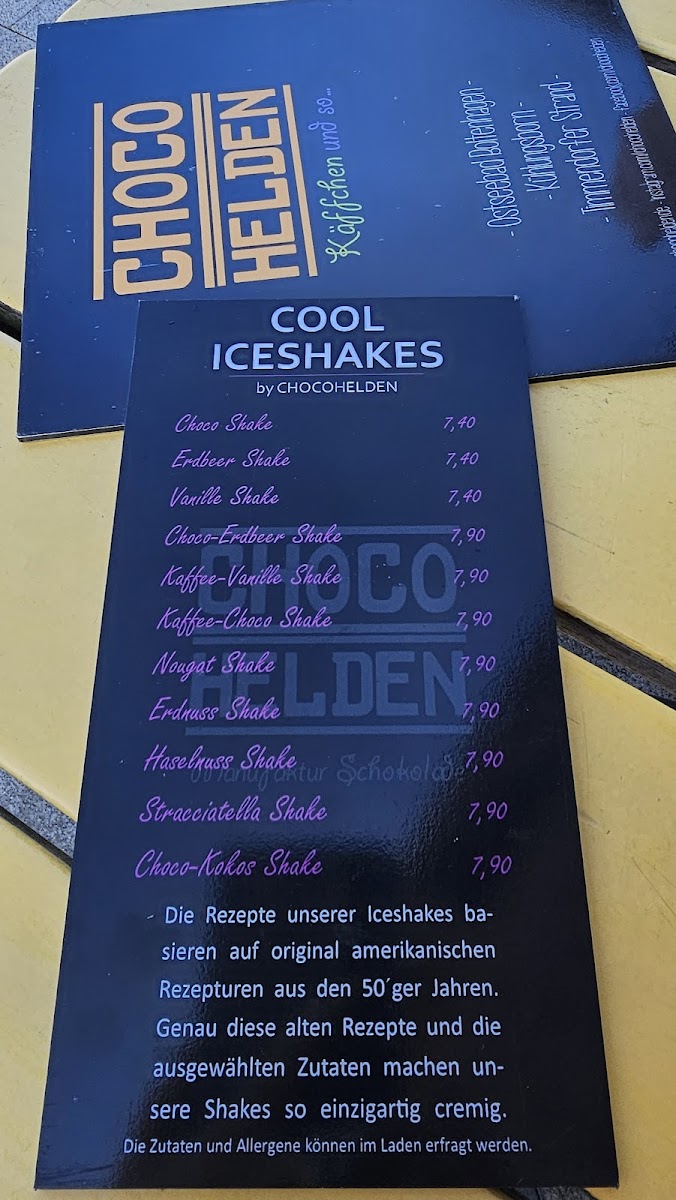 CHOCO
HELDEN
Käffchen und so...
- Ostseebad Boltenhagen -
- Kühlungsborn -
- Timmendorfer Strand -
COOL
ICESHAKES
by CHOCOHELDEN
Choco Shake 7,40
Erdbeer Shake 7,40
Vanille Shake 7,40
Choco-Erdbeer Shake 7,90
Kaffee-Vanille Shake 7,90
Kaffee-Choco Shake 7,90
Nougat Shake 7,90
Erdnuss Shake 7,90
Haselnuss Shake 7,90
Stracciatella Shake 7,90
Choco-Kokos Shake 7,90
CHOCO
HELDEN
Manufaktur Schokolade
Die Rezepte unserer Iceshakes ba-
sieren auf original amerikanischen
Rezepturen aus den 50´ger Jahren.
Genau diese alten Rezepte und die
ausgewählten Zutaten machen un-
sere Shakes so einzigartig cremig.
Die Zutaten und Allergene können im Laden erfragt werden.